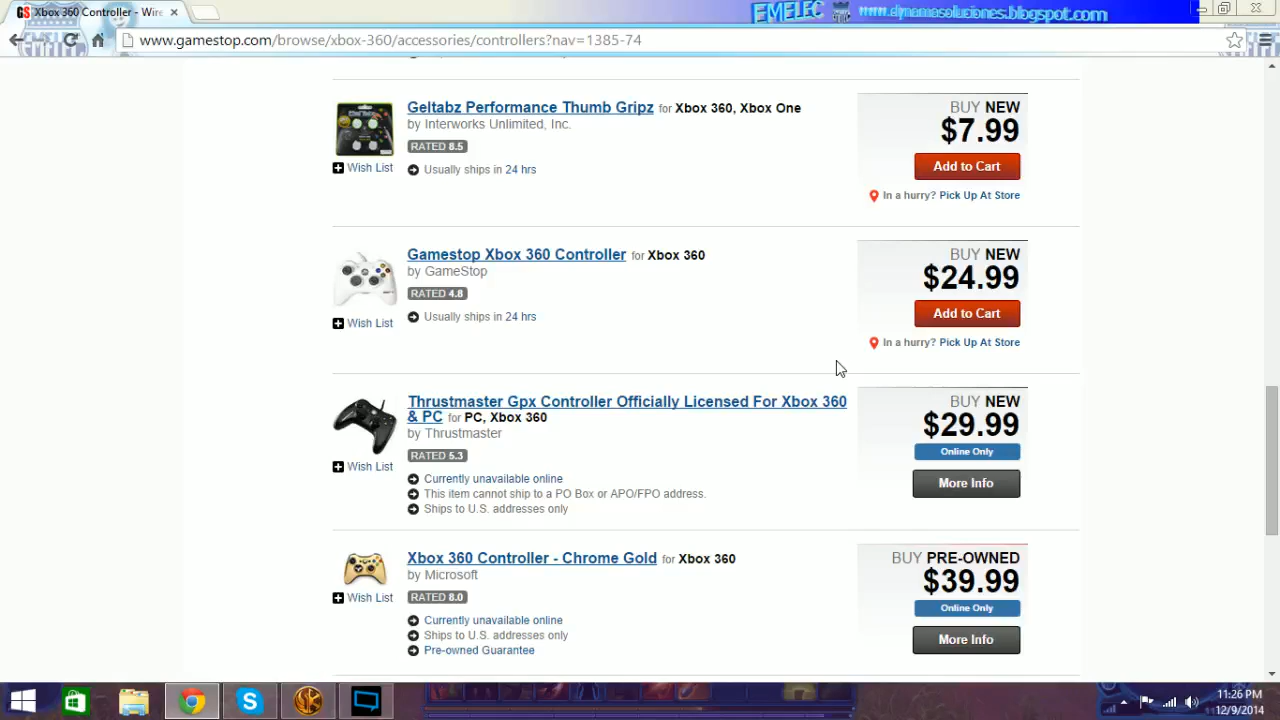 Xbox 360 Controller - Wire
EMELEC www.dynamosoluciones.blogspot.com
www.gamestop.com/browse/xbox-360/accessories/controllers?nav=1385-74
Geltabz Performance Thumb Gripz for Xbox 360, Xbox One
by Interworks Unlimited, Inc.
RATED 8.5
Wish List
Usually ships in 24 hrs
BUY NEW
$7.99
Add to Cart
In a hurry? Pick Up At Store
Gamestop Xbox 360 Controller for Xbox 360
by GameStop
RATED 4.8
Usually ships in 24 hrs
Wish List
BUY NEW
$24.99
Add to Cart
In a hurry? Pick Up At Store
Thrustmaster Gpx Controller Officially Licensed For Xbox 360
& PC for PC, Xbox 360
by Thrustmaster
RATED 5.3
Wish List
Currently unavailable online
This item cannot ship to a PO Box or APO/FPO address.
Ships to U.S. addresses only
BUY NEW
$29.99
Online Only
More Info
Xbox 360 Controller - Chrome Gold for Xbox 360
by Microsoft
RATED 8.0
Wish List
Currently unavailable online
Ships to U.S. addresses only
Pre-owned Guarantee
BUY PRE-OWNED
$39.99
Online Only
More Info
11:26 PM
12/9/2014